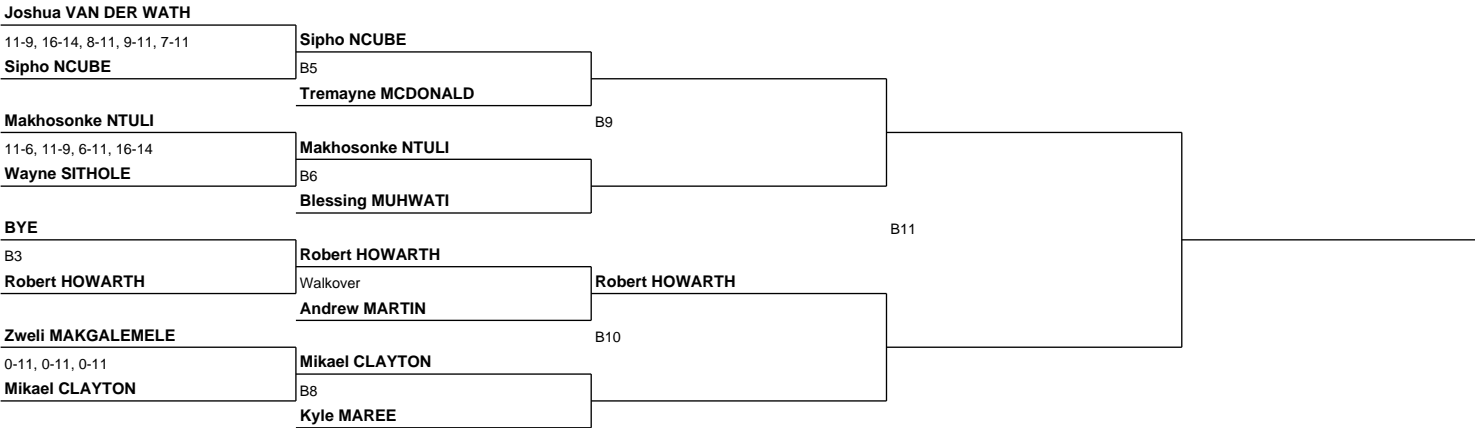 Joshua VAN DER WATH
11-9, 16-14, 8-11, 9-11, 7-11
Sipho NCUBE
Makhosonke NTULI
11-6, 11-9, 6-11, 16-14
Wayne SITHOLE
BYE
B3
Robert HOWARTH
Zweli MAKGALEMELE
0-11, 0-11, 0-11
Mikael CLAYTON
Sipho NCUBE
B5
Tremayne MCDONALD
Makhosonke NTULI
B6
Blessing MUHWATI
Robert HOWARTH
Walkover
Andrew MARTIN
Mikael CLAYTON
B8
Kyle MAREE
B9
Robert HOWARTH
B10
B11